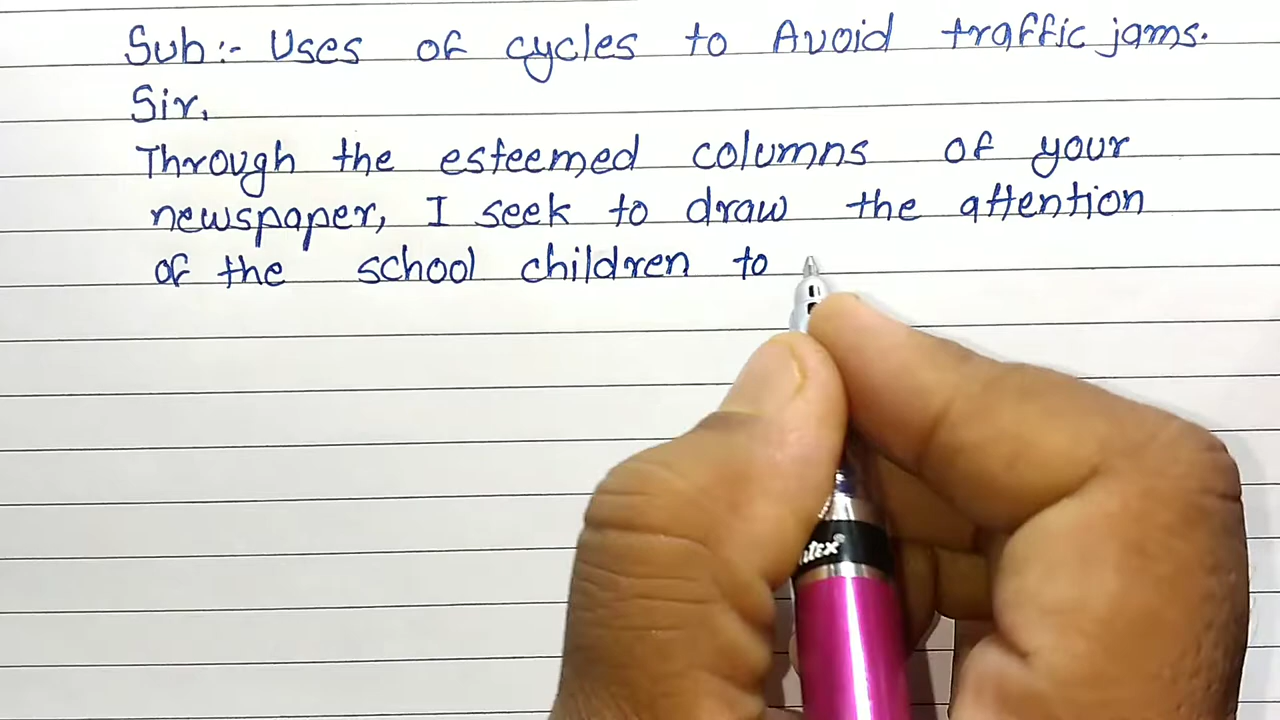 Sub:- Uses of cycles to Avoid traffic jams.
Sir,
Through the esteemed columns of your
newspaper, I seek to draw the attention
of the school children to